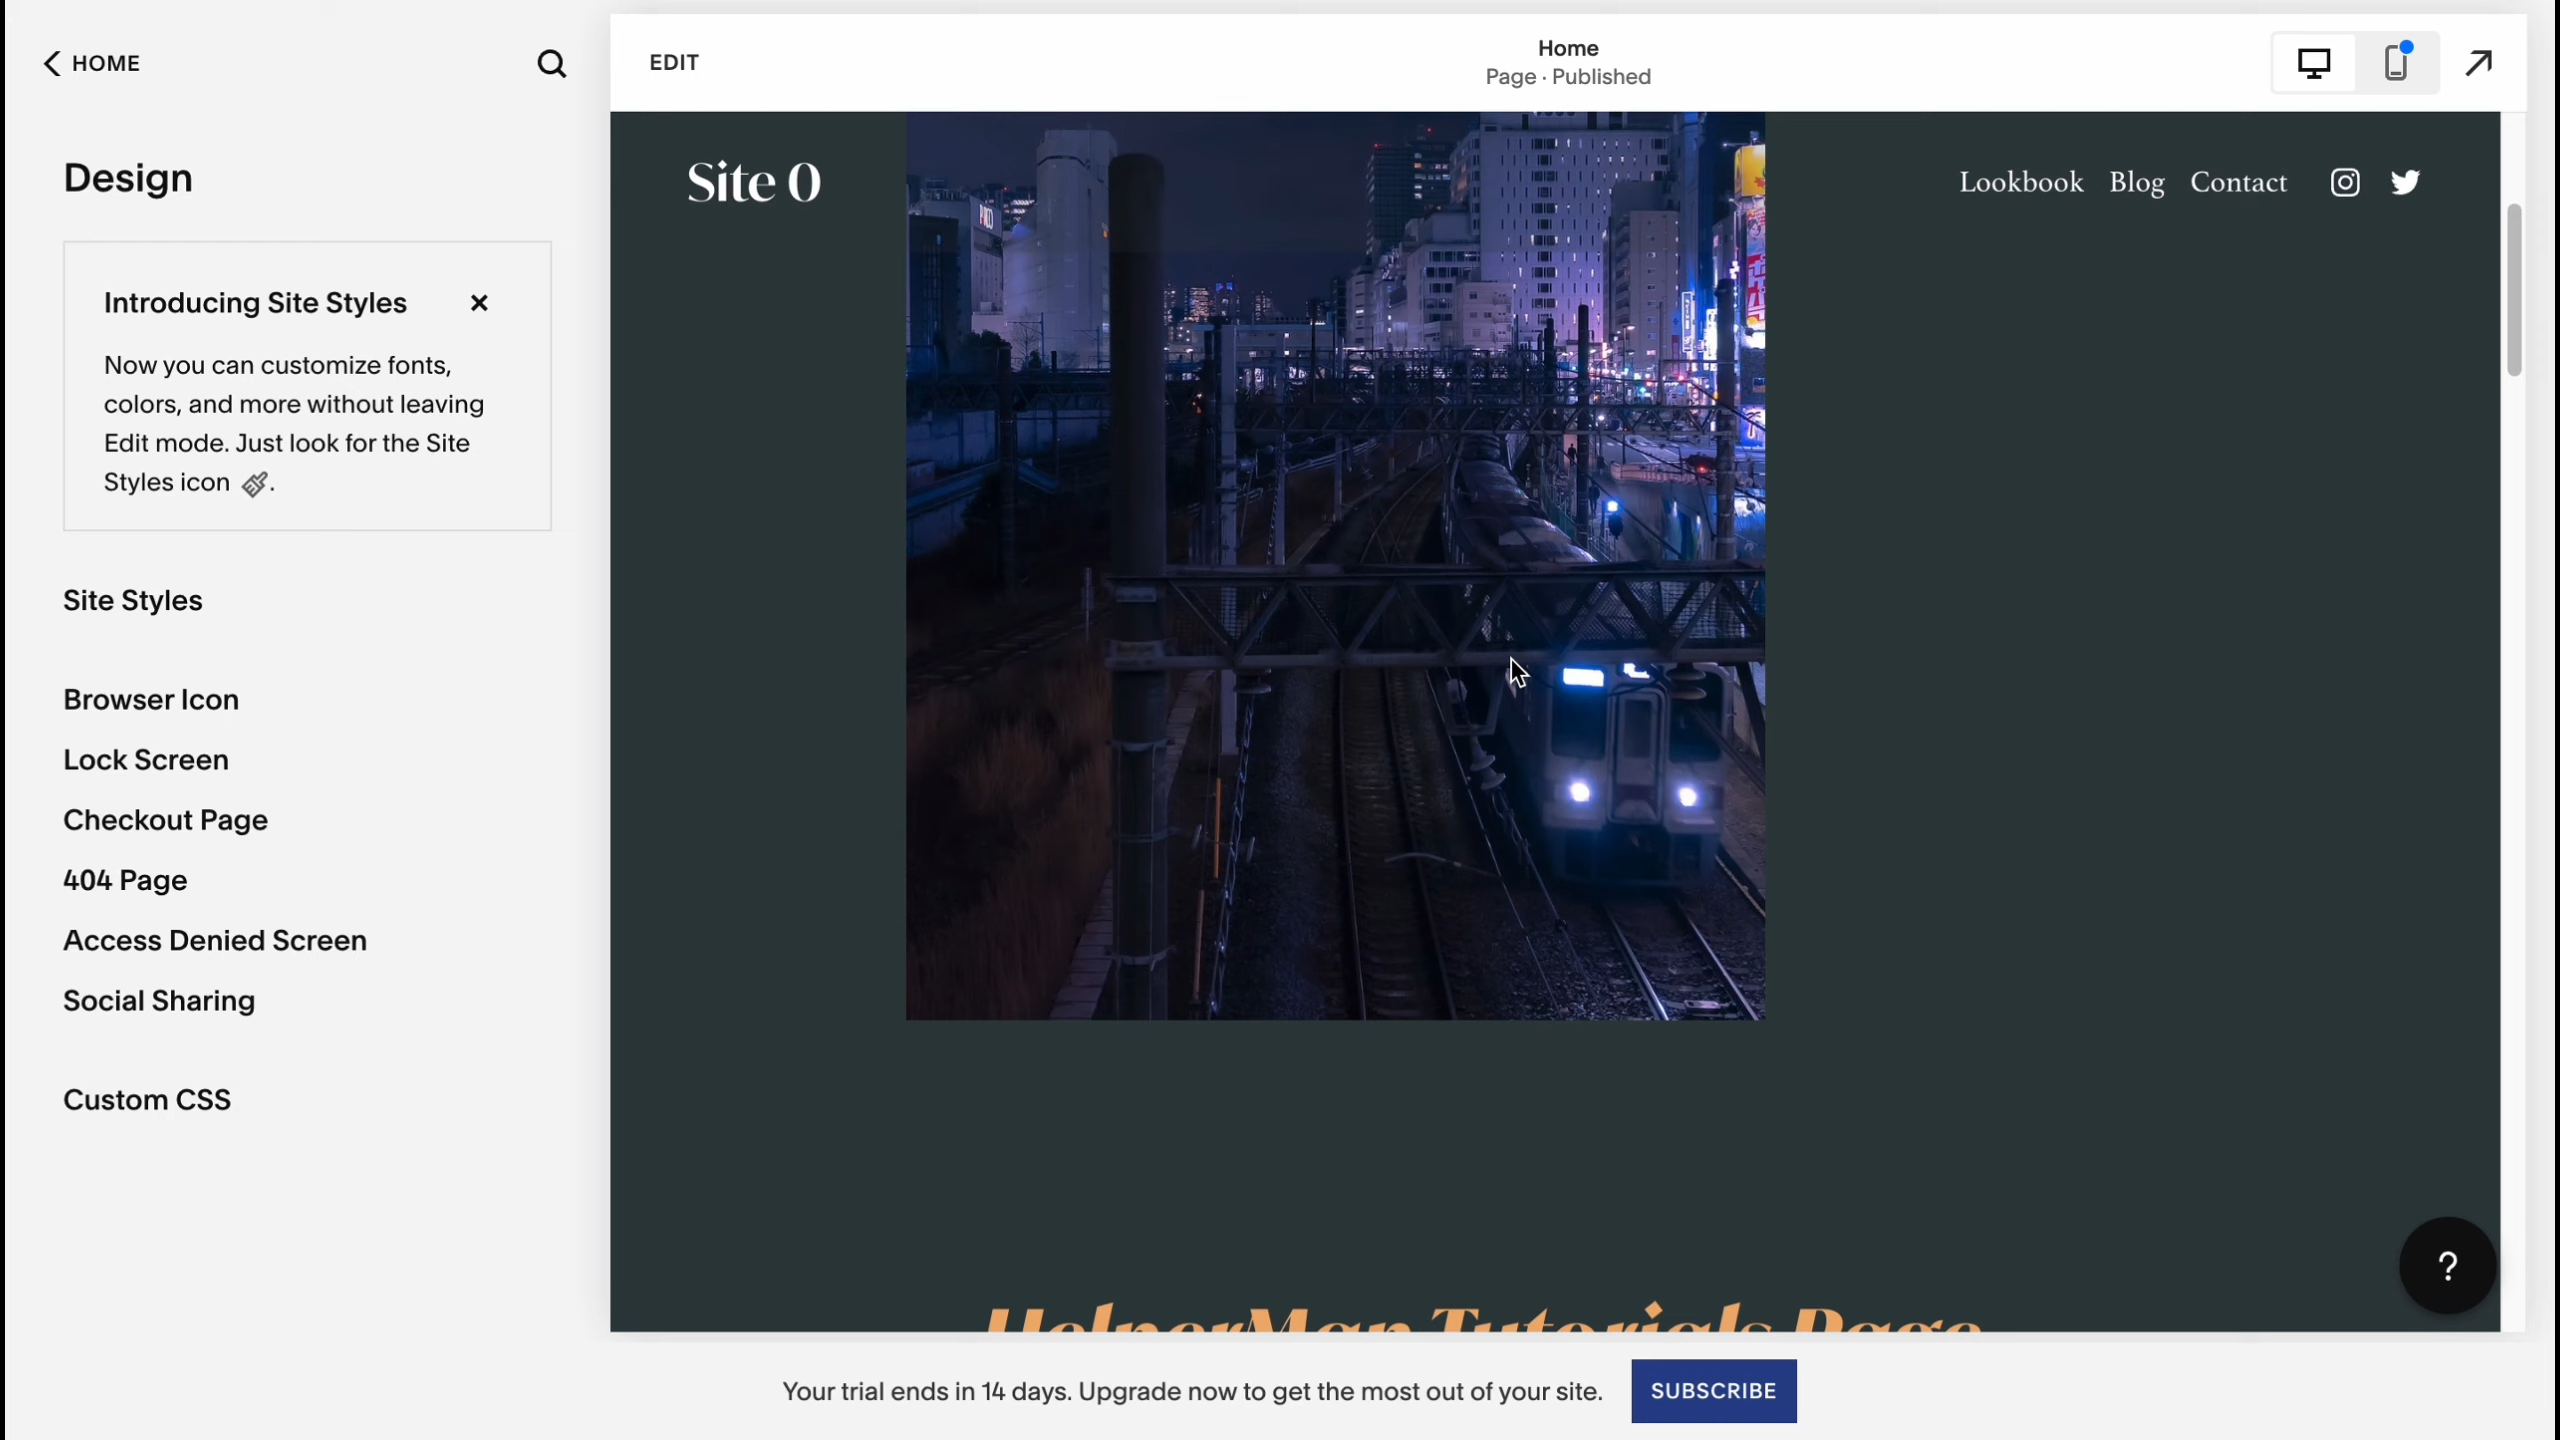 HOME
EDIT
Home
Page · Published
Design
Introducing Site Styles
Now you can customize fonts,
colors, and more without leaving
Edit mode. Just look for the Site
Styles icon .
Site Styles
Browser Icon
Lock Screen
Checkout Page
404 Page
Access Denied Screen
Social Sharing
Custom CSS
Site 0
Lookbook Blog Contact
HelperMan Tutorials Page
?
Your trial ends in 14 days. Upgrade now to get the most out of your site. SUBSCRIBE